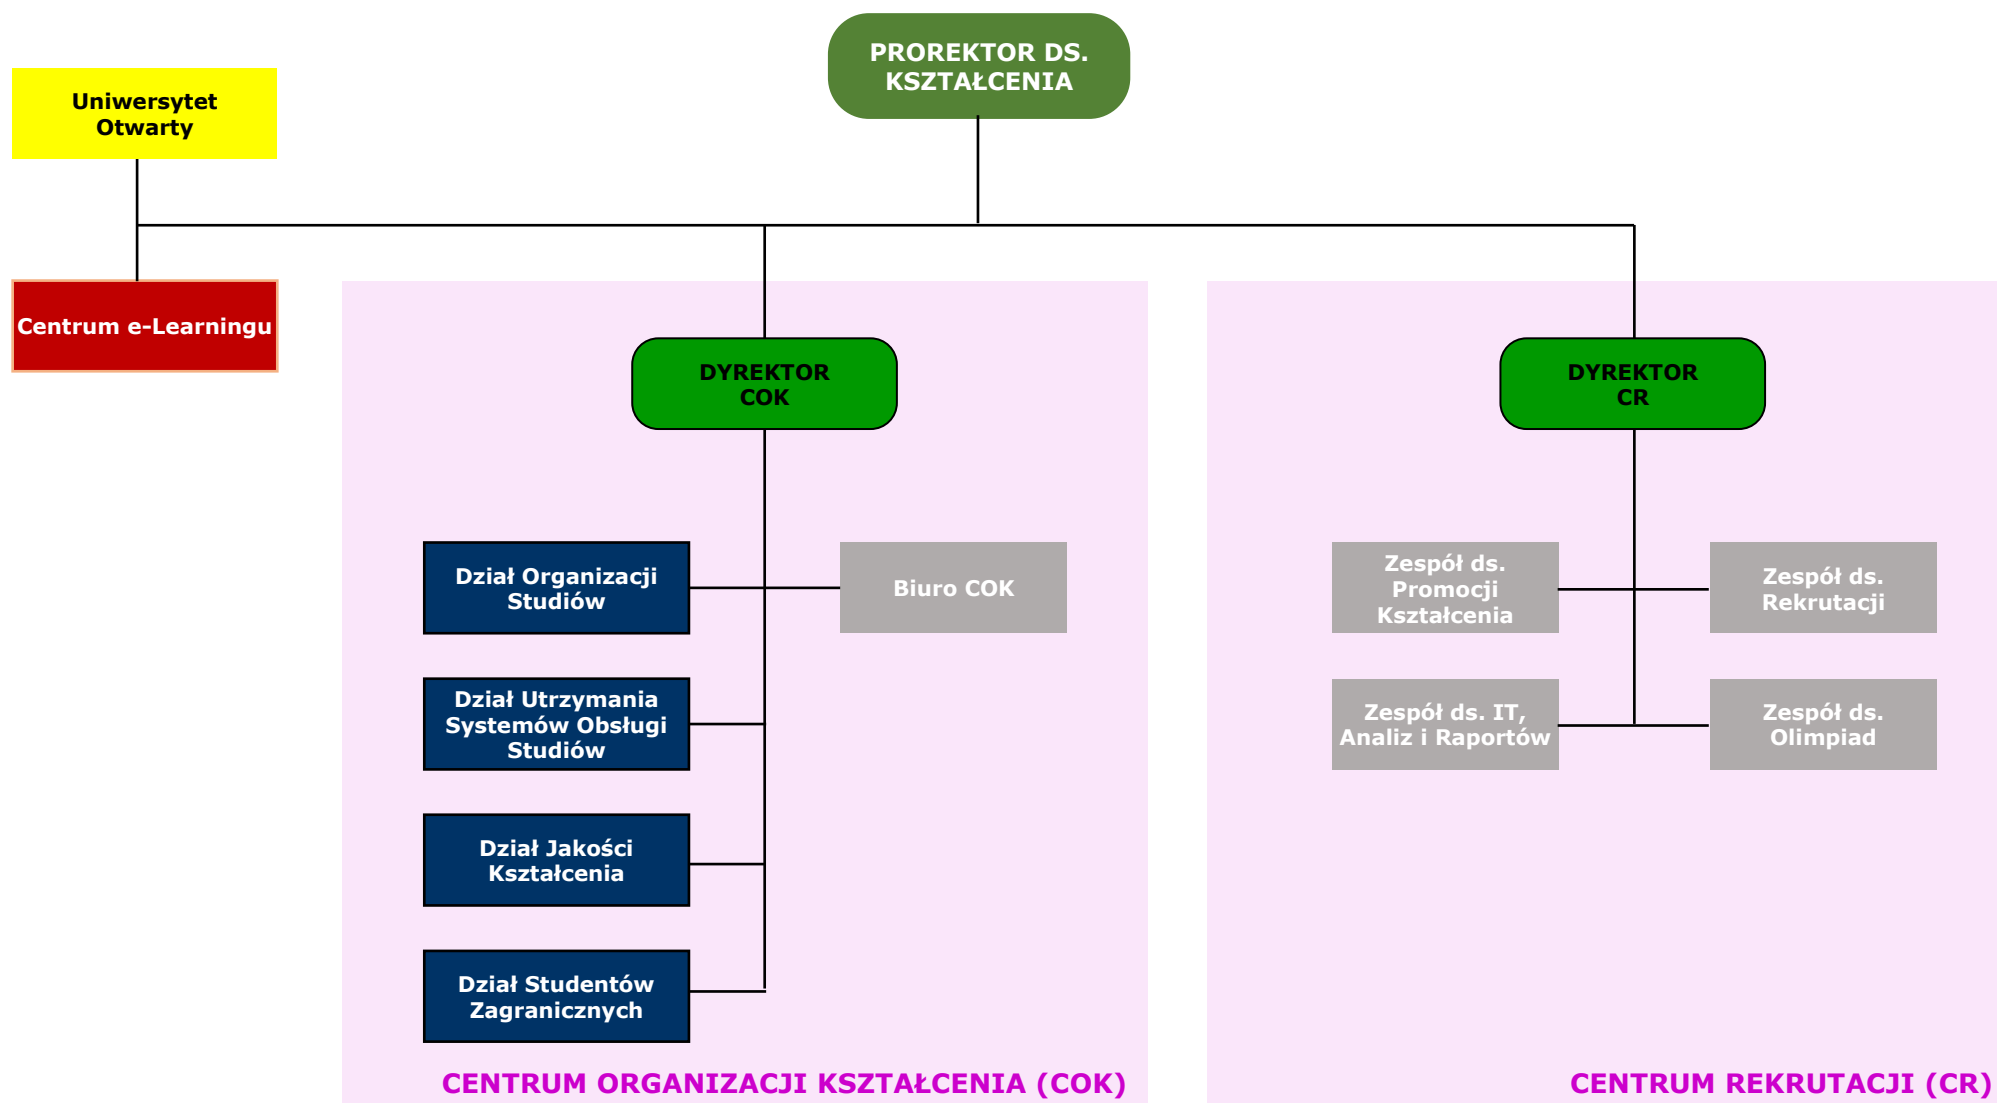 PROREKTOR DS.
KSZTAŁCENIA
Uniwersytet
Otwarty
Centrum e-Learningu
DYREKTOR
COK
DYREKTOR
CR
Dział Organizacji
Studiów
Biuro COK
Dział Utrzymania
Systemów Obsługi
Studiów
Dział Jakości
Kształcenia
Dział Studentów
Zagranicznych
Zespół ds.
Promocji
Kształcenia
Zespół ds.
Rekrutacji
Zespół ds. IT,
Analiz i Raportów
Zespół ds.
Olimpiad
CENTRUM ORGANIZACJI KSZTAŁCENIA (COK)
CENTRUM REKRUTACJI (CR)